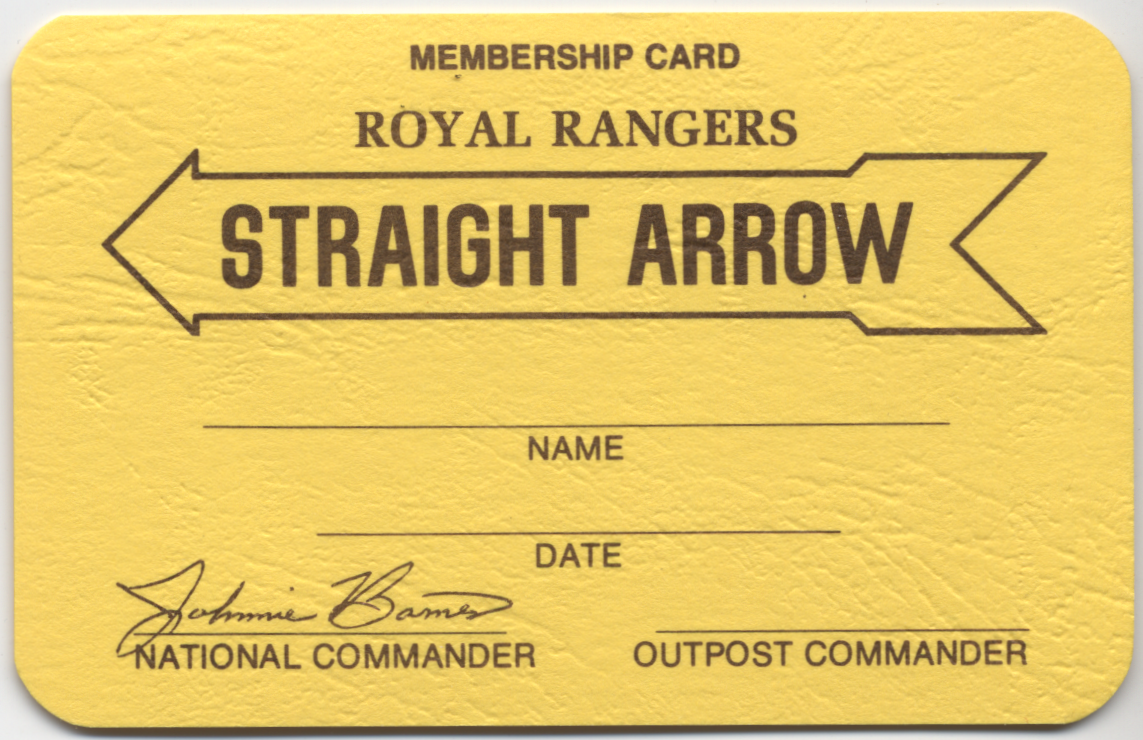 MEMBERSHIP CARD
ROYAL RANGERS
STRAIGHT ARROW
NAME
DATE
Johnnie Barnes
NATIONAL COMMANDER
OUTPOST COMMANDER